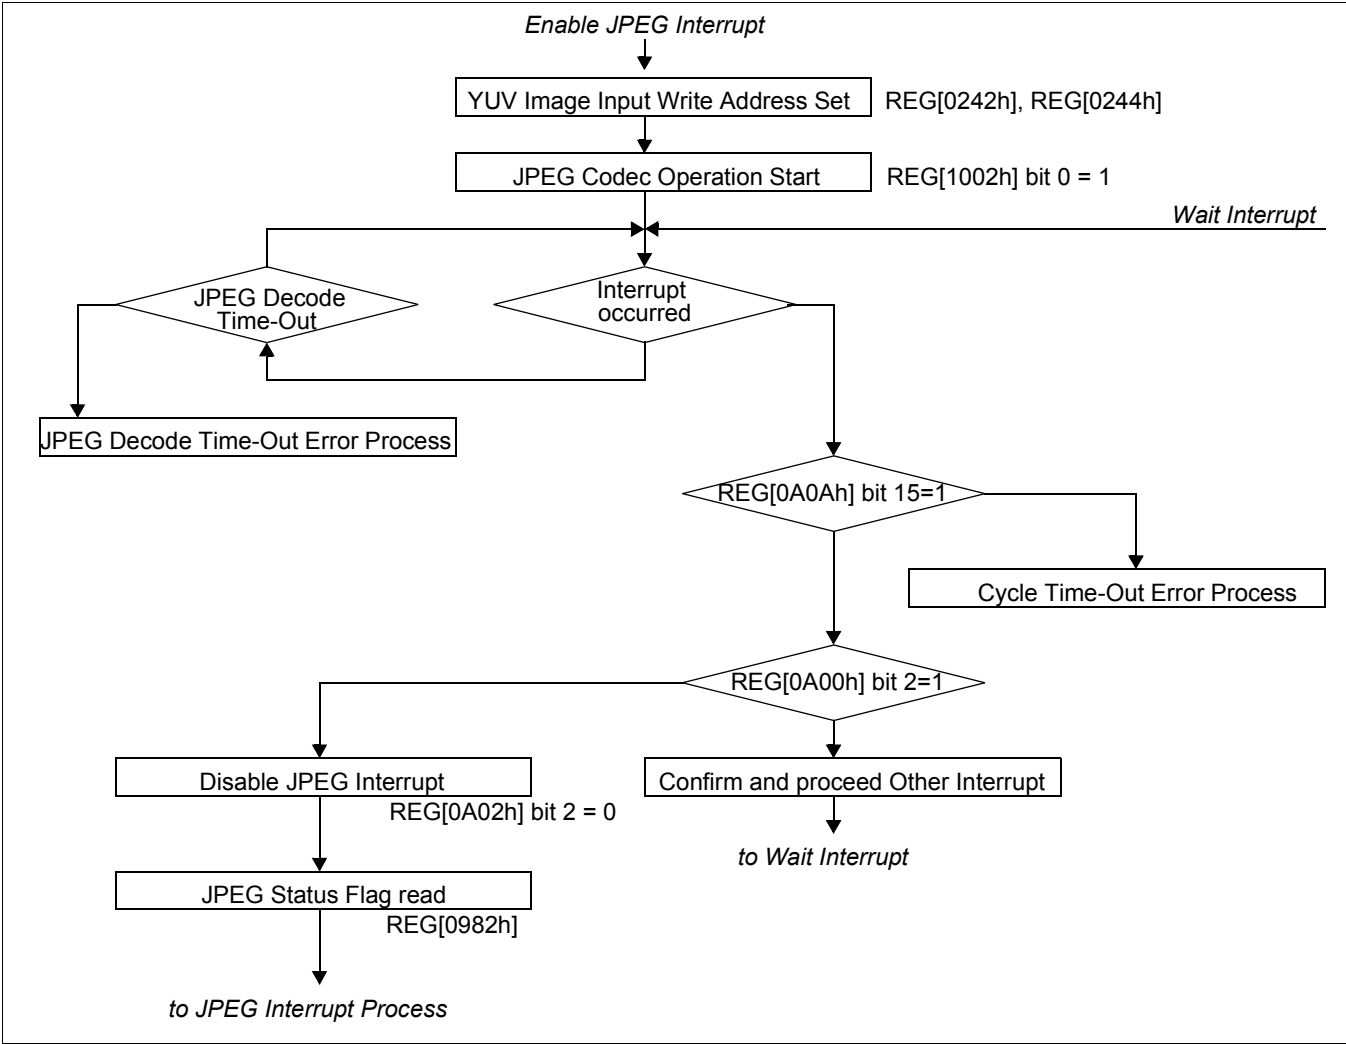 Enable JPEG Interrupt
YUV Image Input Write Address Set
REG[0242h], REG[0244h]
JPEG Codec Operation Start
REG[1002h] bit 0 = 1
Wait Interrupt
JPEG Decode
Time-Out
Interrupt
occurred
JPEG Decode Time-Out Error Process
REG[0A0Ah] bit 15=1
Cycle Time-Out Error Process
REG[0A00h] bit 2=1
Disable JPEG Interrupt
Confirm and proceed Other Interrupt
REG[0A02h] bit 2 = 0
to Wait Interrupt
JPEG Status Flag read
REG[0982h]
to JPEG Interrupt Process